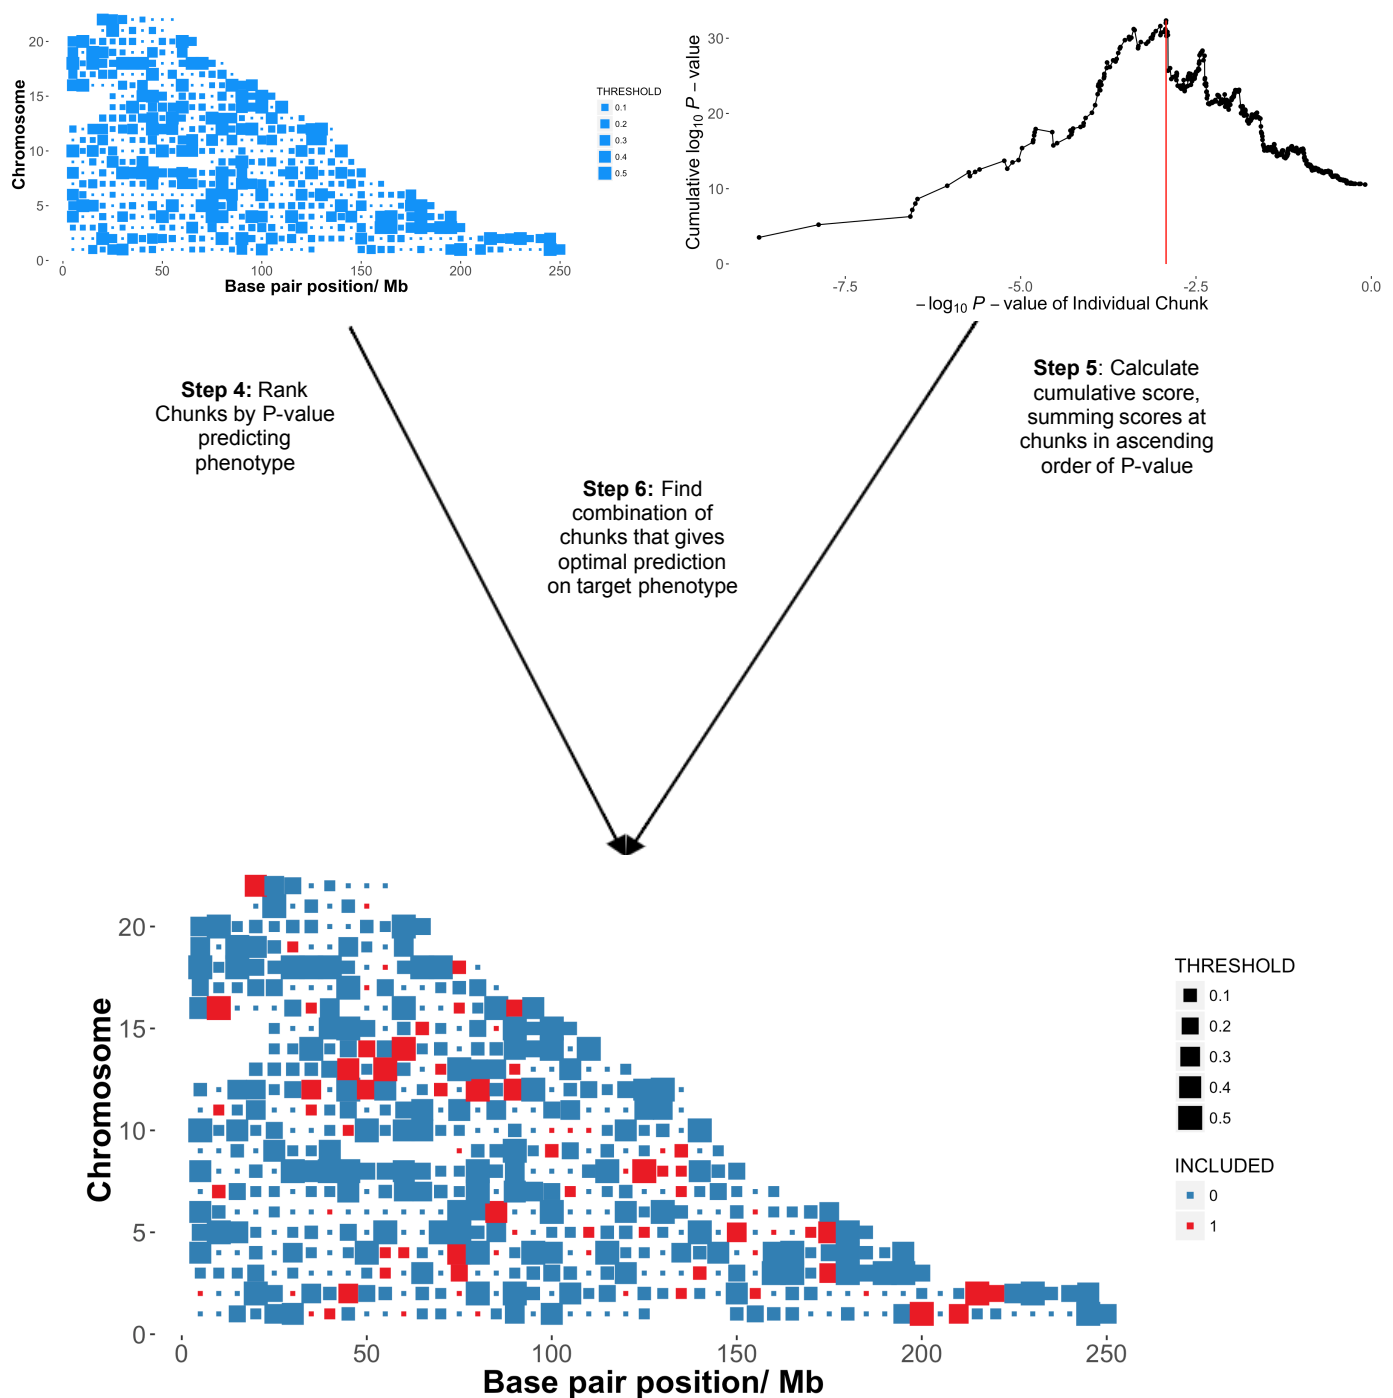 Chromosome
20
15
10
5
0
0 50 100 150 200 250
Base pair position/ Mb
THRESHOLD
0.1
0.2
0.3
0.4
0.5
Cumulative log10 P − value
30
20
10
0
-7.5 -5.0 -2.5 0.0
−log10 P − value of Individual Chunk
Step 4: Rank
Chunks by P-value
predicting
phenotype
Step 5: Calculate
cumulative score,
summing scores at
chunks in ascending
order of P-value
Step 6: Find
combination of
chunks that gives
optimal prediction
on target phenotype
Chromosome
20
15
10
5
0
0 50 100 150 200 250
Base pair position/ Mb
THRESHOLD
0.1
0.2
0.3
0.4
0.5
INCLUDED
0
1